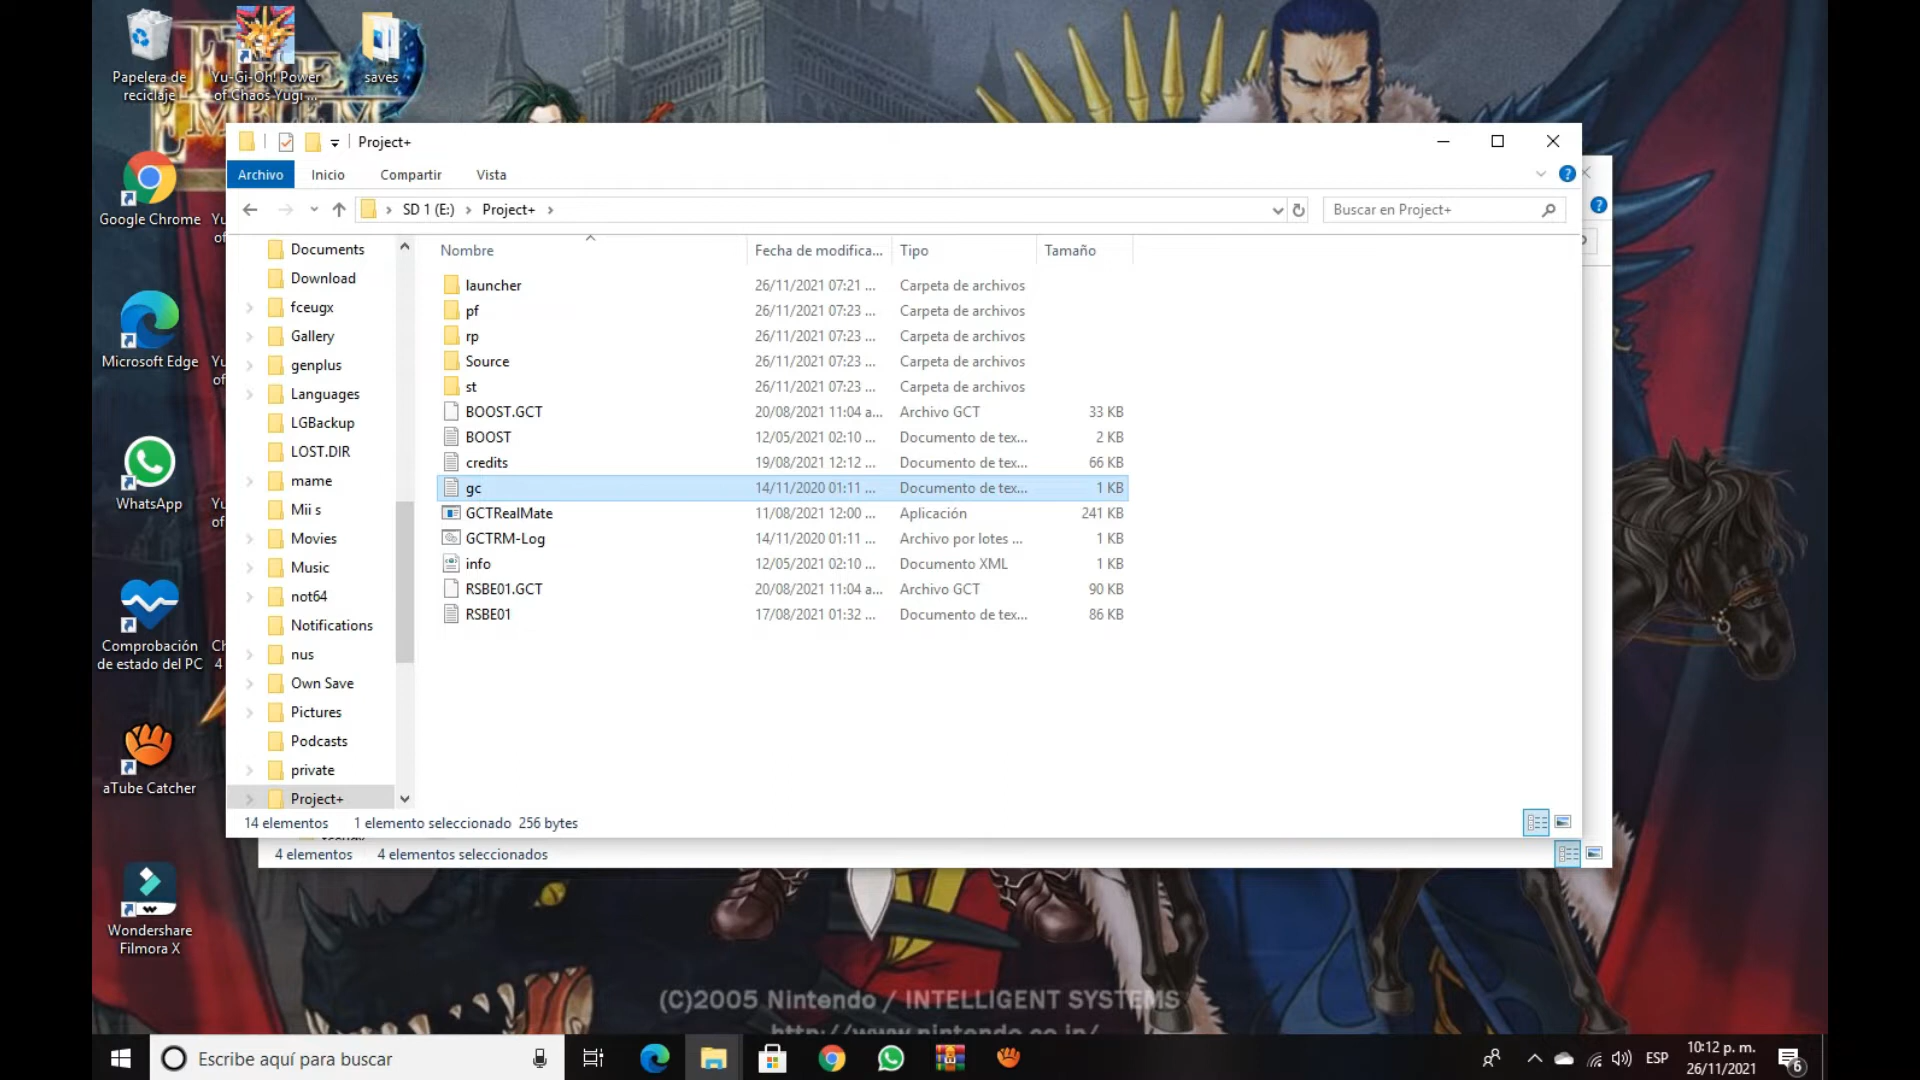 Papelera de
reciclaje
Yu-Gi-Oh! Power
of Chaos Yugi ...
saves
FIRE
EMBLEM
Google Chrome
Microsoft Edge
WhatsApp
Comprobación
de estado del PC
aTube Catcher
Wondershare
Filmora X
Project+
Archivo
Inicio
Compartir
Vista
SD 1 (E:)
Project+
Buscar en Project+
Documents
Download
fceugx
Gallery
genplus
Languages
LGBackup
LOST.DIR
mame
Mii s
Movies
Music
not64
Notifications
nus
Own Save
Pictures
Podcasts
private
Project+
Nombre Fecha de modifica... Tipo Tamaño
launcher 26/11/2021 07:21 ... Carpeta de archivos
pf 26/11/2021 07:23 ... Carpeta de archivos
rp 26/11/2021 07:23 ... Carpeta de archivos
Source 26/11/2021 07:23 ... Carpeta de archivos
st 26/11/2021 07:23 ... Carpeta de archivos
BOOST.GCT 20/08/2021 11:04 a... Archivo GCT 33 KB
BOOST 12/05/2021 02:10 ... Documento de tex... 2 KB
credits 19/08/2021 12:12 ... Documento de tex... 66 KB
gc 14/11/2020 01:11 ... Documento de tex... 1 KB
GCTRealMate 11/08/2021 12:00 ... Aplicación 241 KB
GCTRM-Log 14/11/2020 01:11 ... Archivo por lotes ... 1 KB
info 12/05/2021 02:10 ... Documento XML 1 KB
RSBE01.GCT 20/08/2021 11:04 a... Archivo GCT 90 KB
RSBE01 17/08/2021 01:32 ... Documento de tex... 86 KB
14 elementos 1 elemento seleccionado 256 bytes
4 elementos 4 elementos seleccionados
(C)2005 Nintendo / INTELLIGENT SYSTEMS
http://www.nintendo.co.jp/
Escribe aquí para buscar
ESP
10:12 p. m.
26/11/2021
6